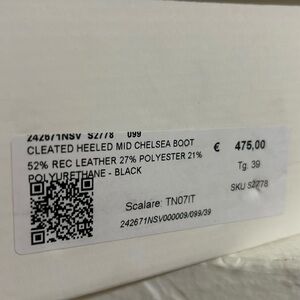 242671NSV S2778 099
CLEATED HEELED MID CHELSEA BOOT
€ 475,00
52% REC LEATHER 27% POLYESTER 21%
POLYURETHANE - BLACK
Tg. 39
SKU S2778
Scalare: TN07IT
242671NSV000009/099/39